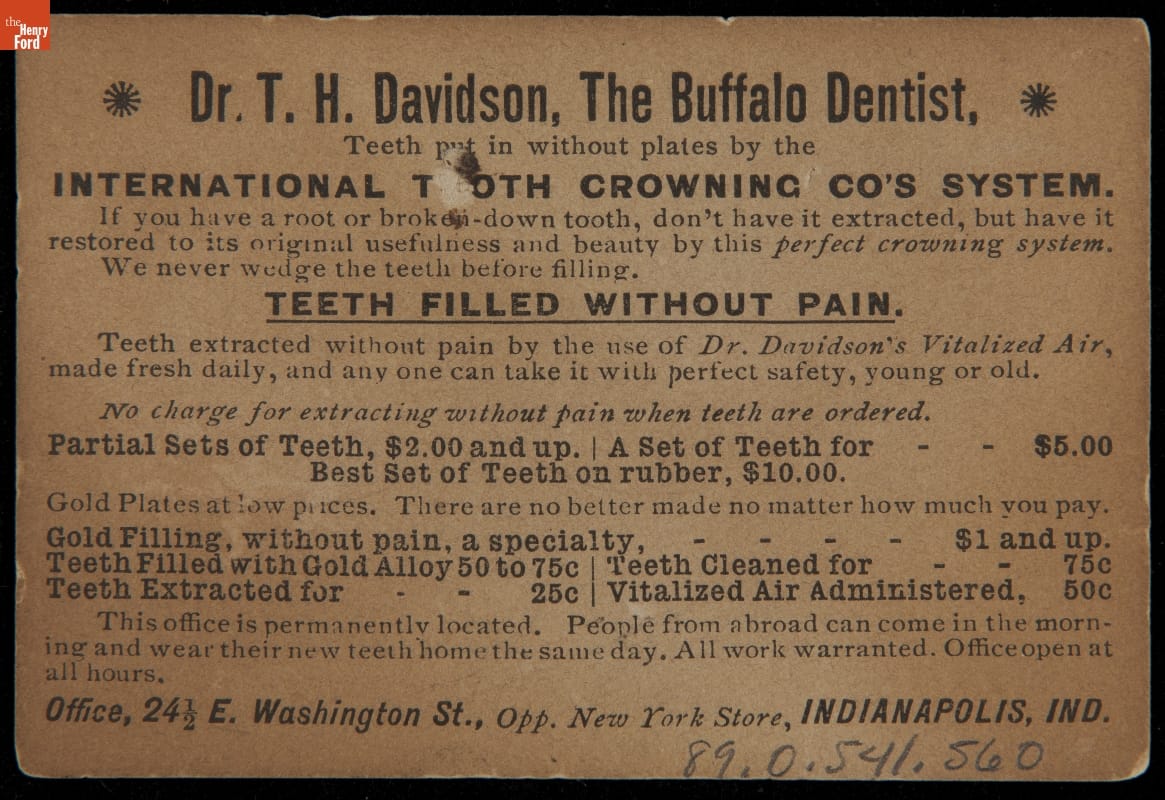 the
Henry
Ford
Dr. T. H. Davidson, The Buffalo Dentist,
Teeth put in without plates by the
INTERNATIONAL TOOTH CROWNING CO'S SYSTEM.
If you have a root or broken-down tooth, don't have it extracted, but have it
restored to its original usefulness and beauty by this perfect crowning system.
We never wedge the teeth before filling.
TEETH FILLED WITHOUT PAIN.
Teeth extracted without pain by the use of Dr. Davidson's Vitalized Air,
made fresh daily, and any one can take it with perfect safety, young or old.
No charge for extracting without pain when teeth are ordered.
Partial Sets of Teeth, $2.00 and up. | A Set of Teeth for - - $5.00
Best Set of Teeth on rubber, $10.00.
Gold Plates at low prices. There are no better made no matter how much you pay.
Gold Filling, without pain, a specialty, - - - - $1 and up.
Teeth Filled with Gold Alloy 50 to 75c | Teeth Cleaned for - - 75c
Teeth Extracted for - - 25c | Vitalized Air Administered, 50c
This office is permanently located. People from abroad can come in the morn-
ing and wear their new teeth home the same day. All work warranted. Office open at
all hours.
Office, 24½ E. Washington St., Opp. New York Store, INDIANAPOLIS, IND.
89.0.541.560